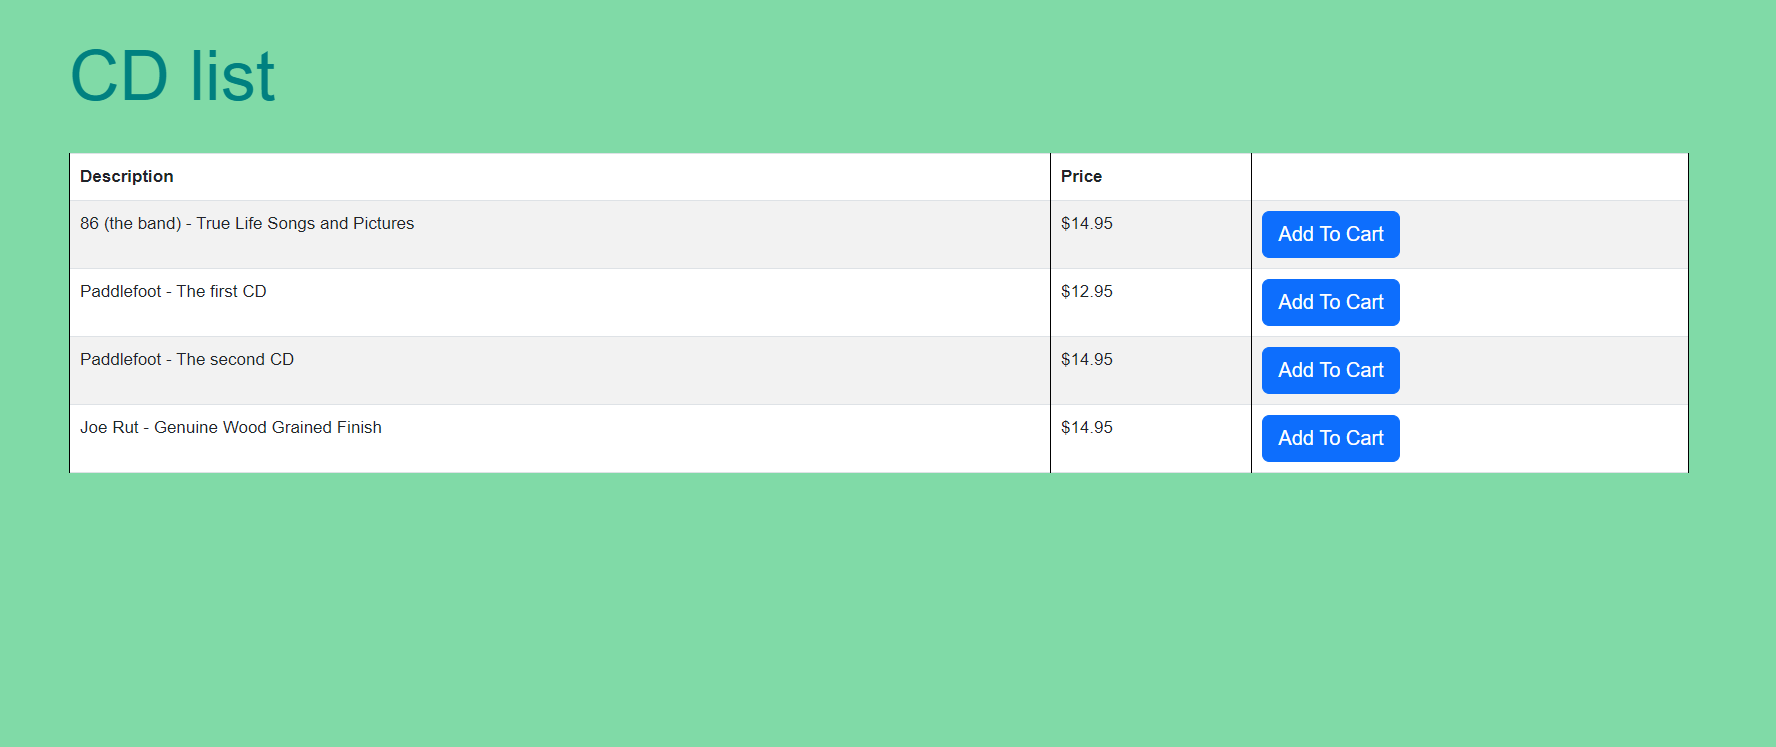 CD list
Description Price
86 (the band) - True Life Songs and Pictures $14.95 Add To Cart
Paddlefoot - The first CD $12.95 Add To Cart
Paddlefoot - The second CD $14.95 Add To Cart
Joe Rut - Genuine Wood Grained Finish $14.95 Add To Cart